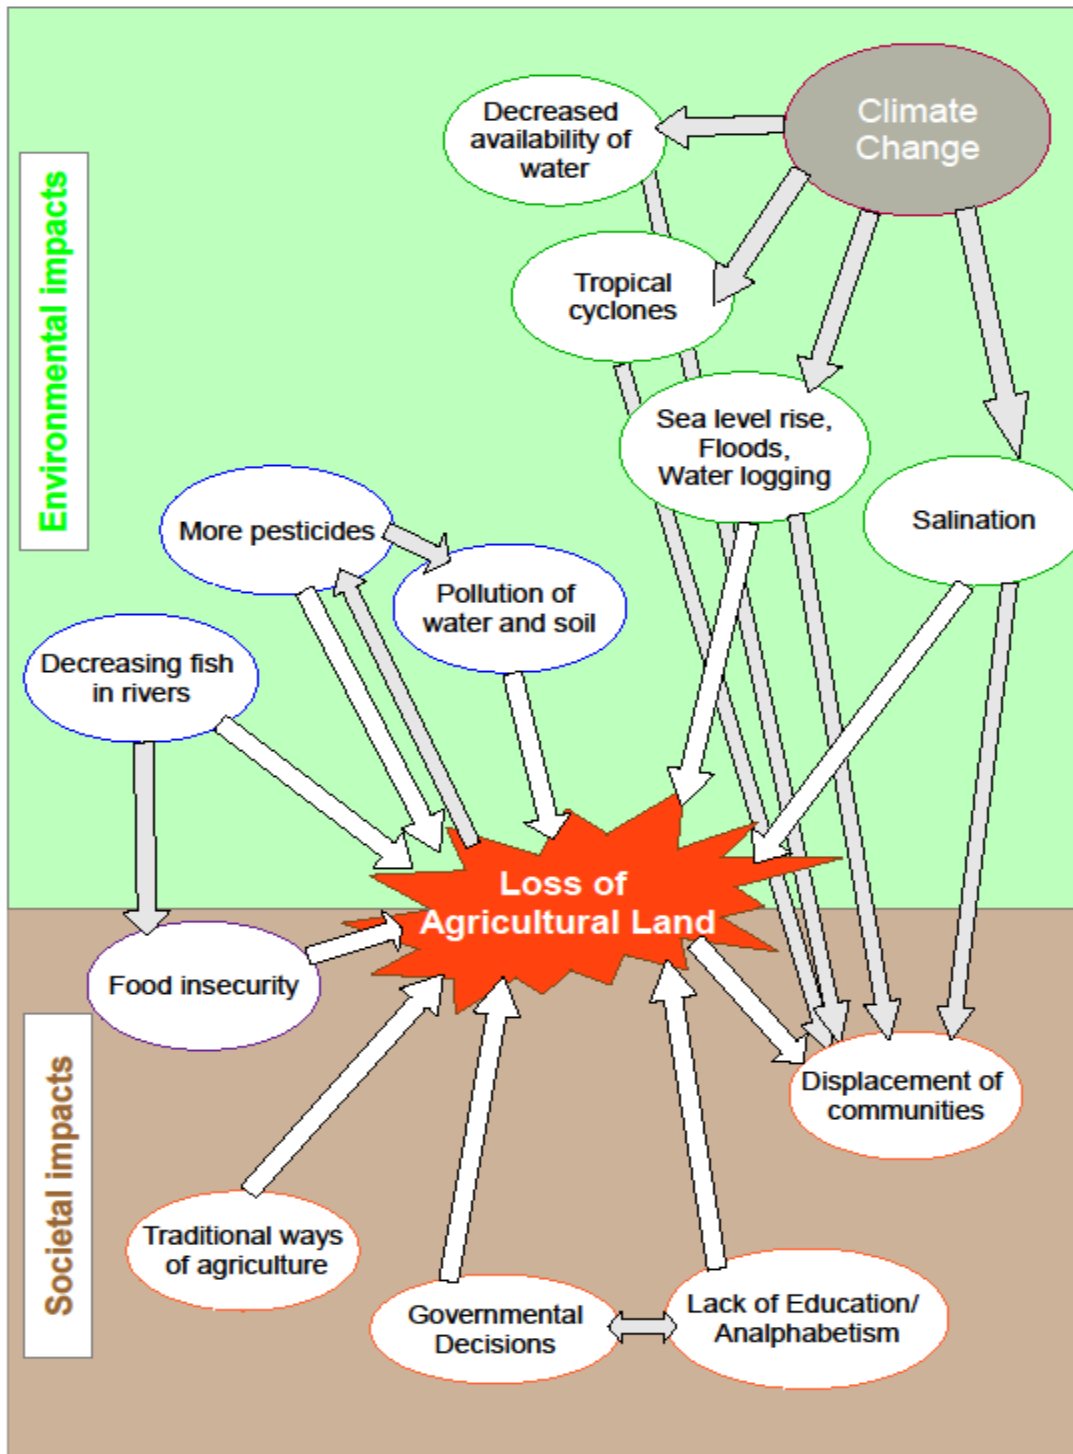 Climate
Change
Decreased
availability of
water
Tropical
cyclones
Sea level rise,
Floods,
Water logging
Salination
Environmental impacts
More pesticides
Pollution of
water and soil
Decreasing fish
in rivers
Loss of
Agricultural Land
Food insecurity
Societal impacts
Displacement of
communities
Traditional ways
of agriculture
Governmental
Decisions
Lack of Education/
Analphabetism